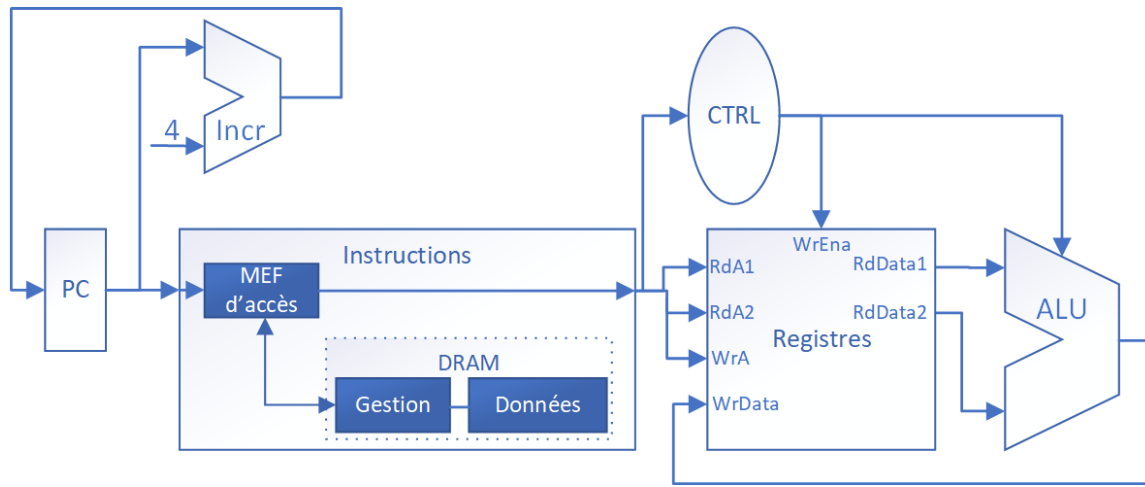 4
Incr
CTRL
PC
Instructions
MEF
d'accès
DRAM
Gestion
Données
WrEna
RdA1
RdData1
RdA2
RdData2
Registres
WrA
WrData
ALU